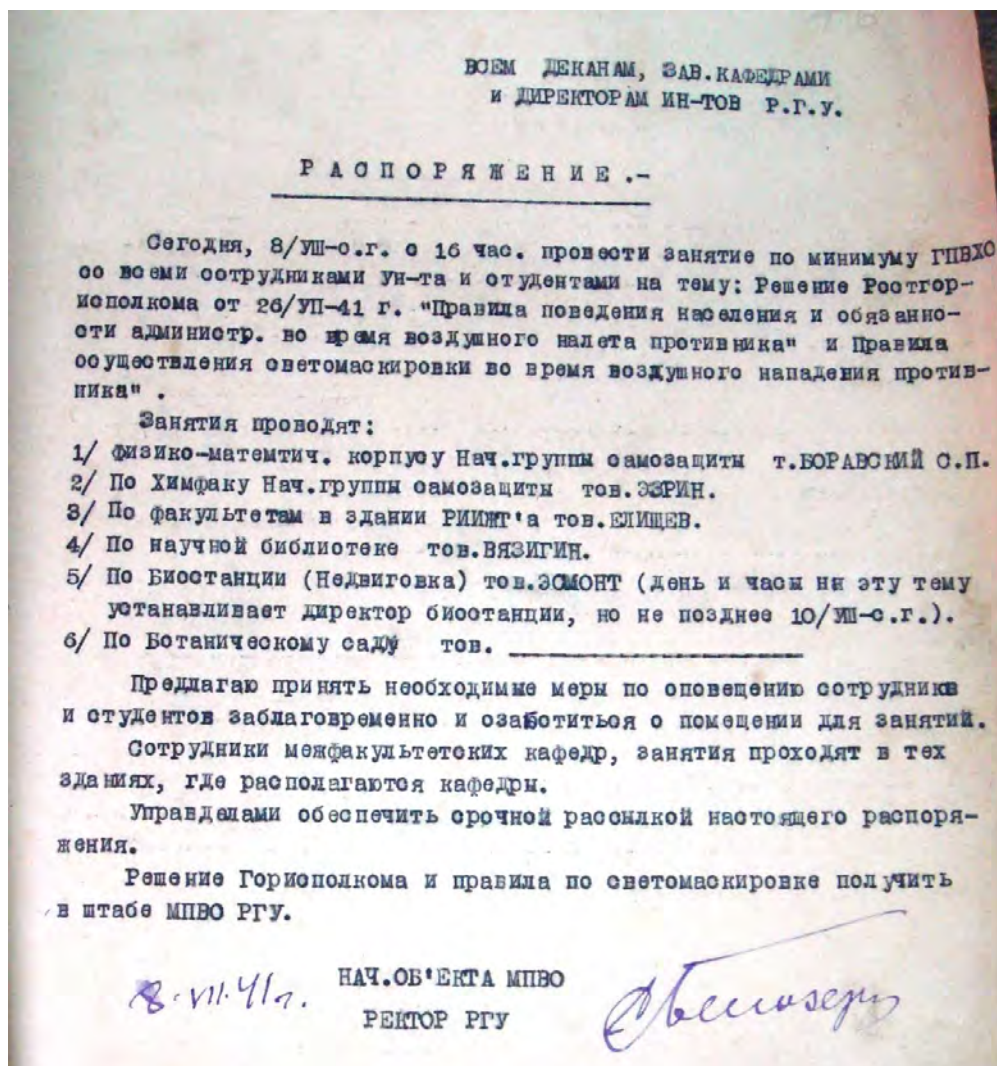 ВСЕМ ДЕКАНАМ, ЗАВ.КАФЕДРАМИ
и ДИРЕКТОРАМ ИН-ТОВ Р.Г.У.
Р А С П О Р Я Ж Е Н И Е .-
Сегодня, 8/УШ-с.г. с 16 час. провести занятие по минимуму ГПВХО
со всеми сотрудниками ун-та и студентами на тему: Решение Ростгор-
исполкома от 26/УП-41 г. "Правила поведения населения и обязанно-
сти администр. во время воздушного налета противника" и Правила
осуществления светомаскировки во время воздушного нападения против-
ника" .
Занятия проводят:
1/ Физико-матемтич. корпусу Нач.группы самозащиты т.БОРАВСКИЙ С.П.
2/ По Химфаку Нач.группы самозащиты тов.ЭЗРИН.
3/ По факультетам в здании РИИЖТ'а тов.ЕЛИЩЕВ.
4/ По научной библиотеке тов.ВЯЗИГИН.
5/ По Биостанции (Недвиговка) тов.ЭСМОНТ (день и часы на эту тему
устанавливает директор биостанции, но не позднее 10/УШ-с.г.).
6/ По Ботаническому саду тов. ____________
Предлагаю принять необходимые меры по оповещению сотрудников
и студентов заблаговременно и озаботиться о помещении для занятий.
Сотрудники межфакультетских кафедр, занятия проходят в тех
зданиях, где располагаются кафедры.
Управделами обеспечить срочной рассылкой настоящего распоря-
жения.
Решение Горисполкома и правила по светомаскировке получить
в штабе МПВО РГУ.
8.VII.41г.
НАЧ.ОБ'ЕКТА МПВО
РЕКТОР РГУ